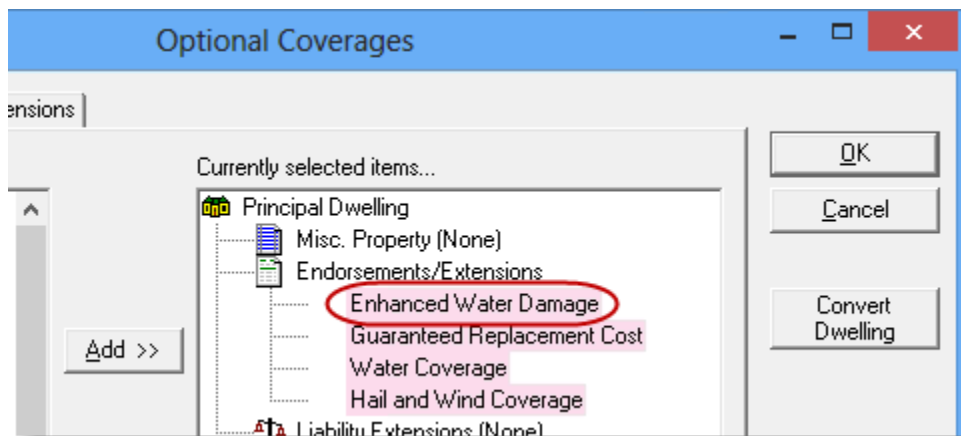 Optional Coverages
ensions
Currently selected items...
Principal Dwelling
Misc. Property (None)
Endorsements/Extensions
Enhanced Water Damage
Guaranteed Replacement Cost
Water Coverage
Hail and Wind Coverage
Liability Extensions (None)
Add >>
OK
Cancel
Convert
Dwelling